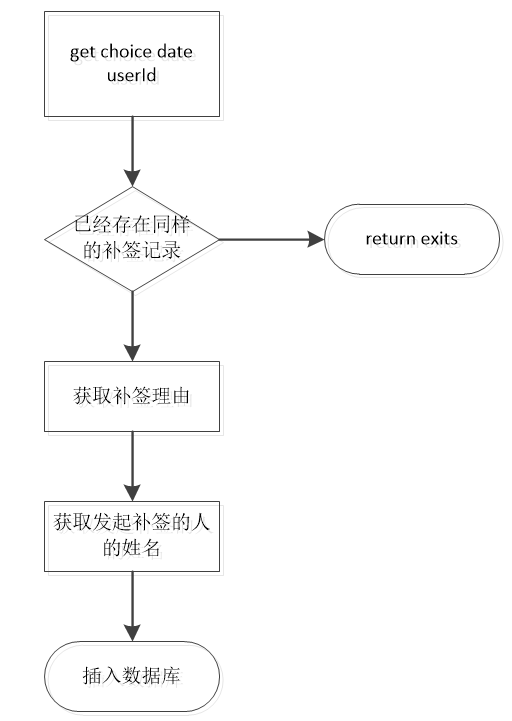 get choice date
userId
已经存在同样
的补签记录
return exits
获取补签理由
获取发起补签的人
的姓名
插入数据库